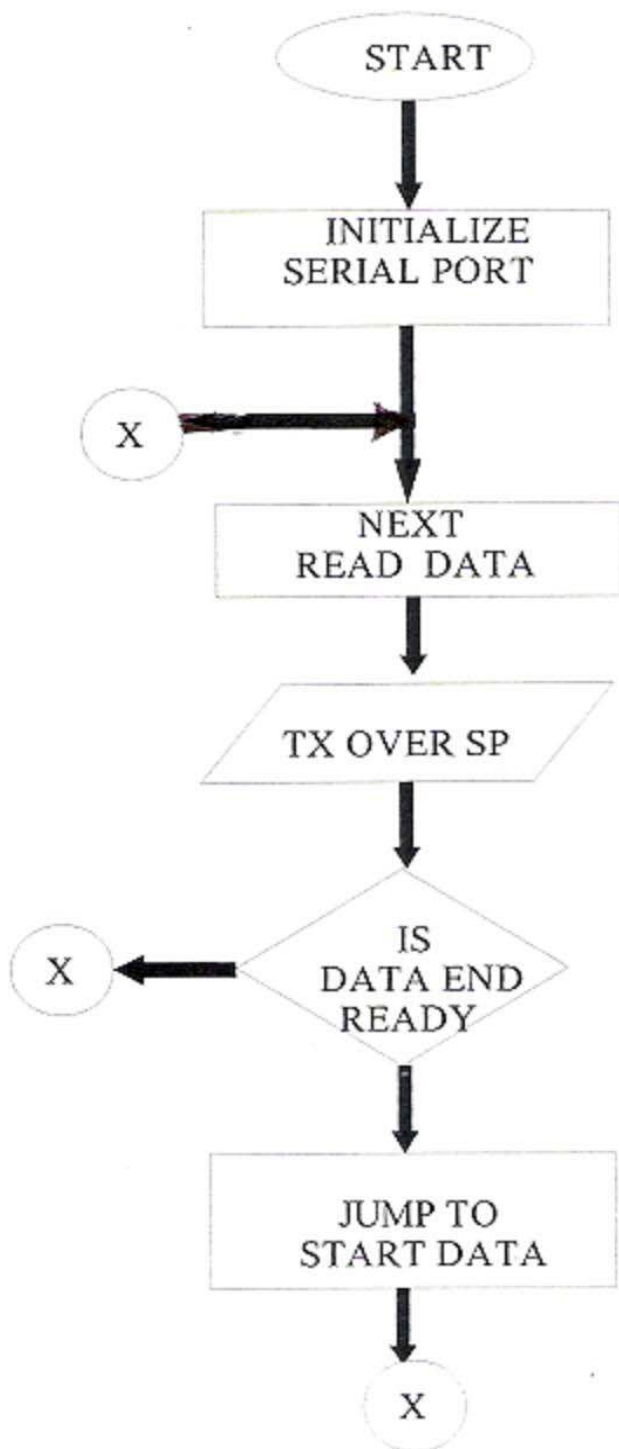 START
INITIALIZE
SERIAL PORT
X
NEXT
READ DATA
TX OVER SP
IS
DATA END
READY
X
JUMP TO
START DATA
X